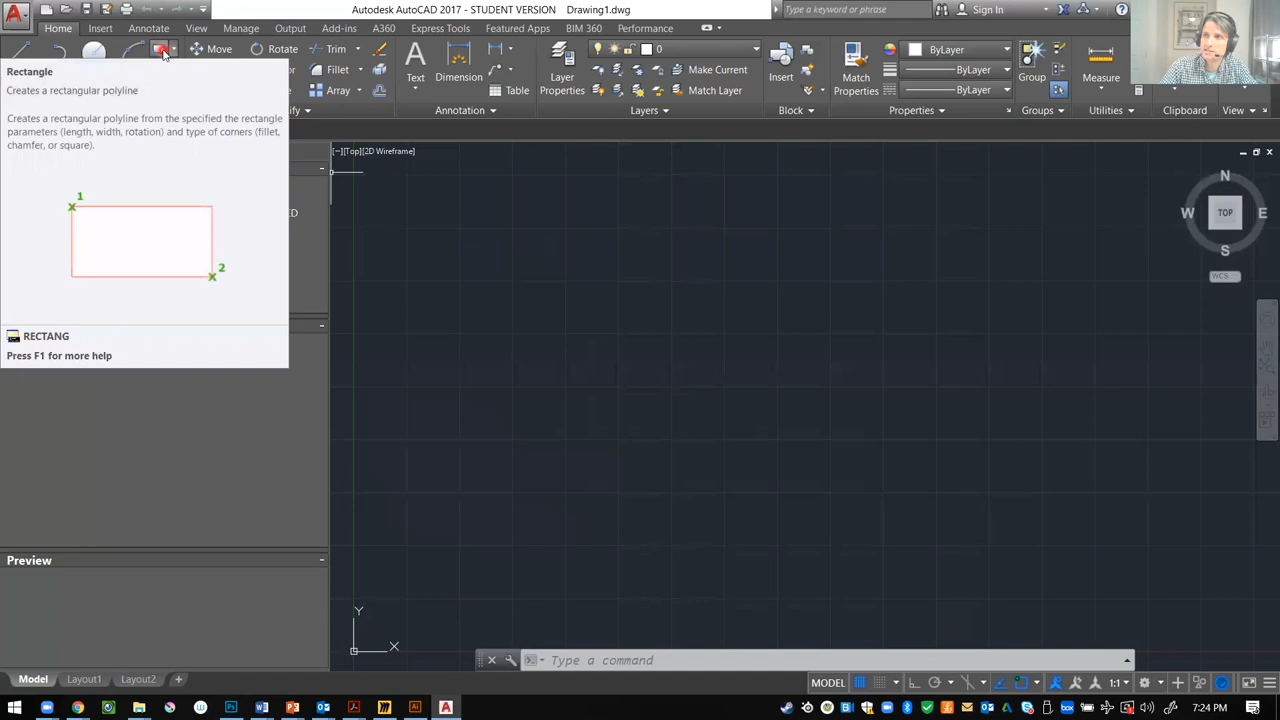 Autodesk AutoCAD 2017 - STUDENT VERSION Drawing1.dwg
Type a keyword or phrase
Sign In
Home Insert Annotate View Manage Output Add-ins A360 Express Tools Featured Apps BIM 360 Performance
Move Rotate Trim
Fillet
Array
Text
Dimension
Table
Annotation
Layer
Properties
0
Make Current
Match Layer
Layers
Insert
Block
Match
Properties
ByLayer
ByLayer
ByLayer
Properties
Group
Groups
Measure
Utilities
Clipboard
View
Rectangle
Creates a rectangular polyline
Creates a rectangular polyline from the specified the rectangle
parameters (length, width, rotation) and type of corners (fillet,
chamfer, or square).
1
2
RECTANG
Press F1 for more help
ED
[−][Top][2D Wireframe]
N
W TOP E
S
WCS
Preview
Y
X
Type a command
Model Layout1 Layout2 +
MODEL 1:1
7:24 PM